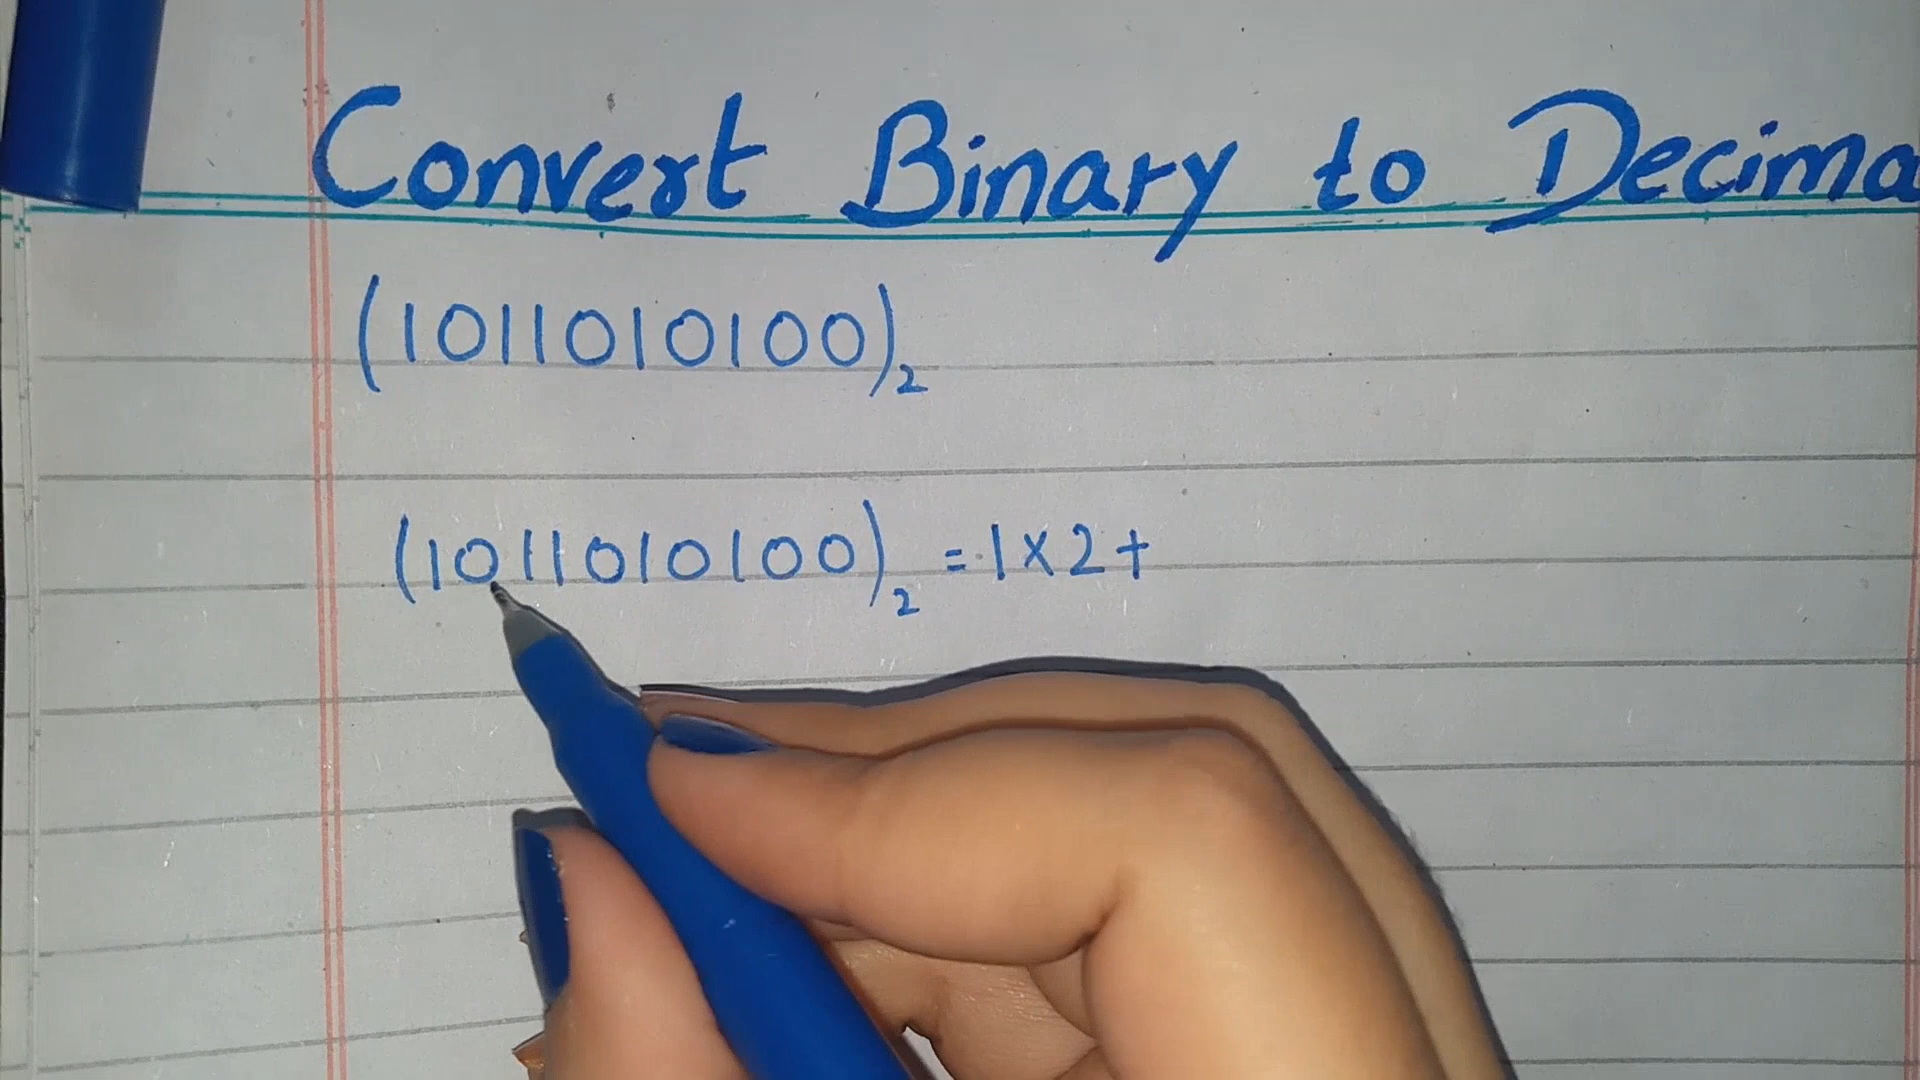 Convert Binary to Decima
(1011010100)₂
(1011010100)₂ = 1 × 2 +